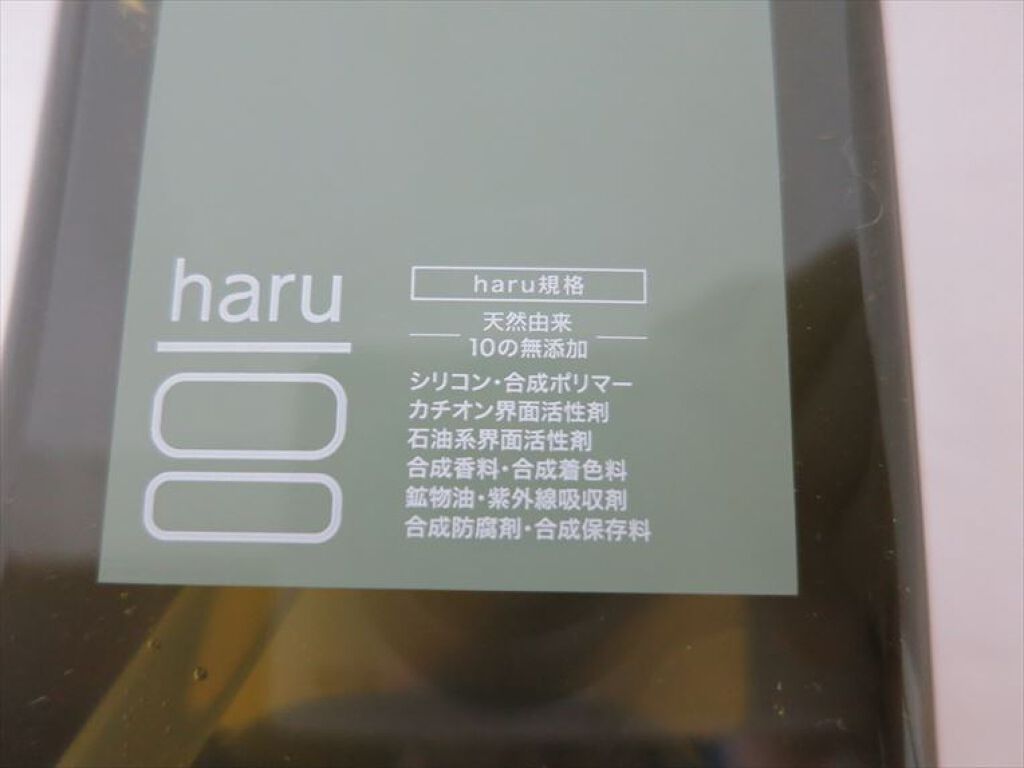 haru
haru規格
天然由来
10の無添加
シリコン・合成ポリマー
カチオン界面活性剤
石油系界面活性剤
合成香料・合成着色料
鉱物油・紫外線吸収剤
合成防腐剤・合成保存料